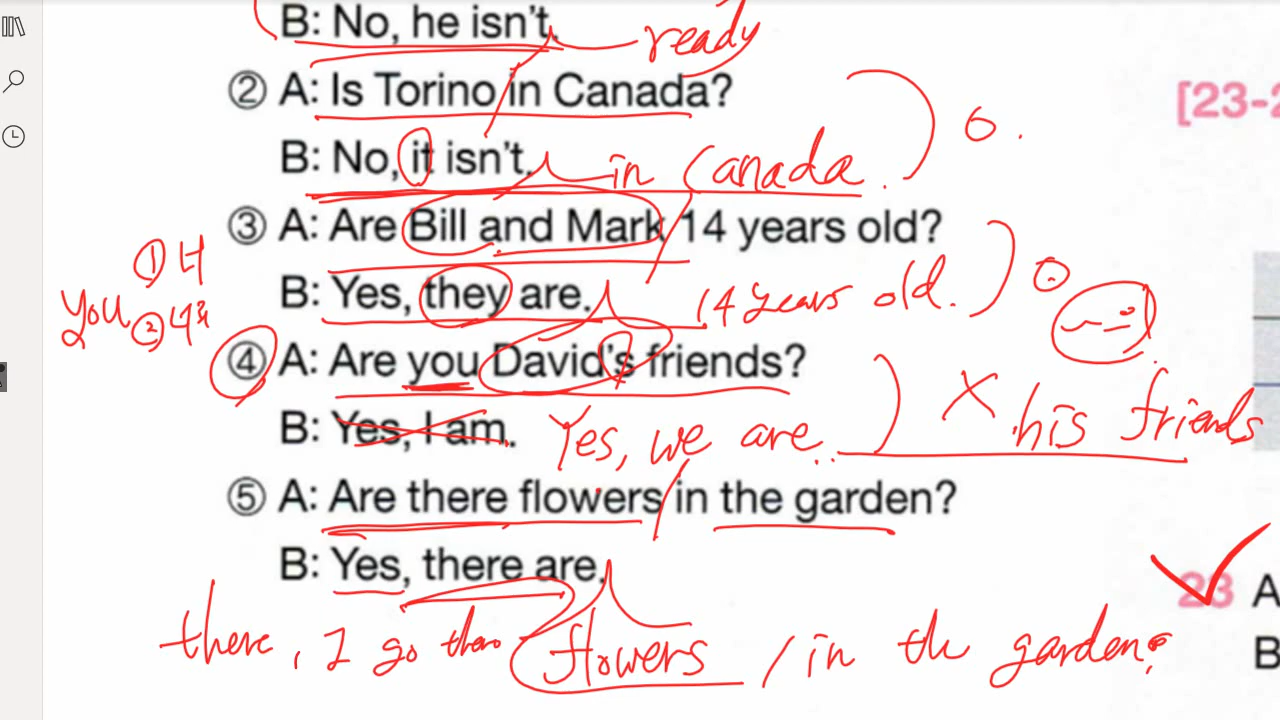 B: No, he isn't. ready
② A: Is Torino in Canada?
[23-2
B: No, it isn't. in Canada.
③ A: Are Bill and Mark 14 years old?
B: Yes, they are. 14 years old.
you
④ A: Are you David's friends?
B: Yes, I am. Yes, we are. his friends
⑤ A: Are there flowers in the garden?
B: Yes, there are.
23 A
there, I go there flowers / in the garden.
B